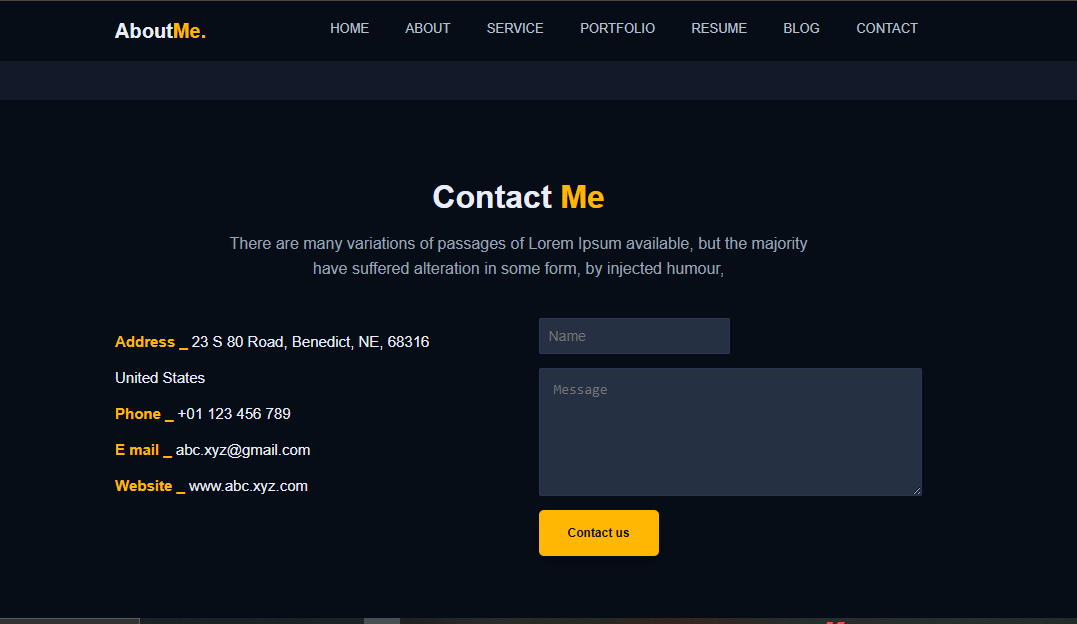 AboutMe.
HOME ABOUT SERVICE PORTFOLIO RESUME BLOG CONTACT
Contact Me
There are many variations of passages of Lorem Ipsum available, but the majority
have suffered alteration in some form, by injected humour,
Address _ 23 S 80 Road, Benedict, NE, 68316
United States
Phone _ +01 123 456 789
E mail _ abc.xyz@gmail.com
Website _ www.abc.xyz.com
Name
Message
Contact us